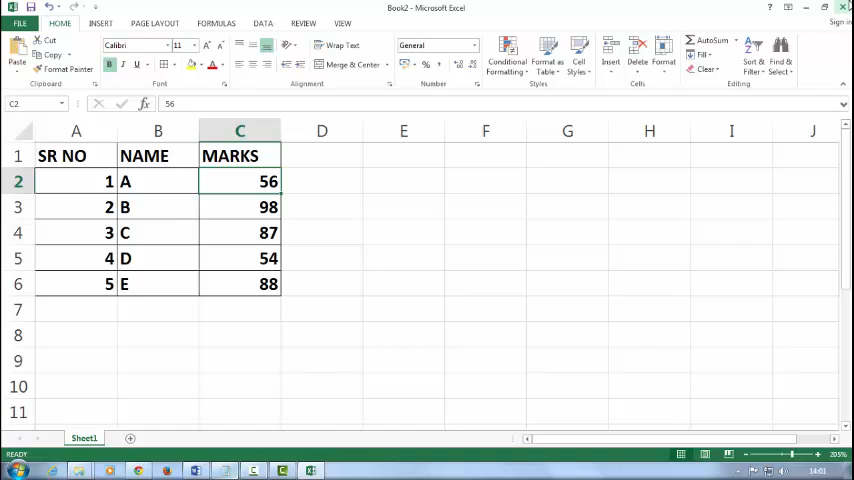 Book2 - Microsoft Excel
Sign in
FILE HOME INSERT PAGE LAYOUT FORMULAS DATA REVIEW VIEW
Paste
Cut
Copy
Format Painter
Clipboard
Calibri 11
B I U
Font
Wrap Text
Merge & Center
Alignment
General
%
Number
Conditional Formatting
Format as Table
Cell Styles
Styles
Insert Delete Format
Cells
AutoSum
Fill
Clear
Sort & Filter
Find & Select
Editing
C2 fx 56
A B C D E F G H I J
1 SR NO NAME MARKS
2 1 A 56
3 2 B 98
4 3 C 87
5 4 D 54
6 5 E 88
7
8
9
10
11
Sheet1
READY 205%
14:01